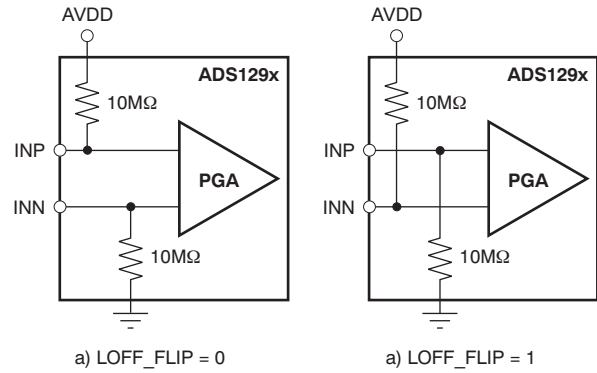 AVDD
ADS129x
10MΩ
INP
PGA
INN
10MΩ
a) LOFF_FLIP = 0
AVDD
ADS129x
10MΩ
INP
PGA
INN
10MΩ
a) LOFF_FLIP = 1